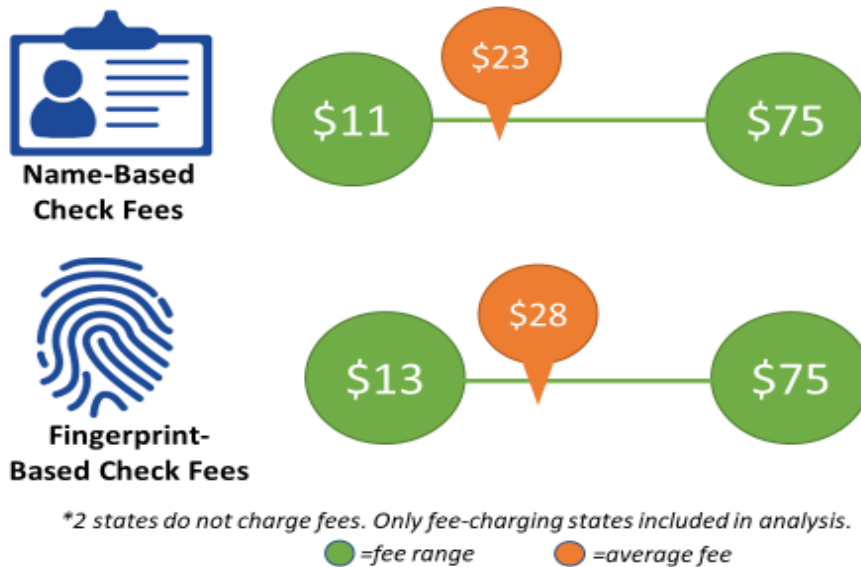 $23
$11
$75
Name-Based
Check Fees
$28
$13
$75
Fingerprint-
Based Check Fees
*2 states do not charge fees. Only fee-charging states included in analysis.
=fee range
=average fee